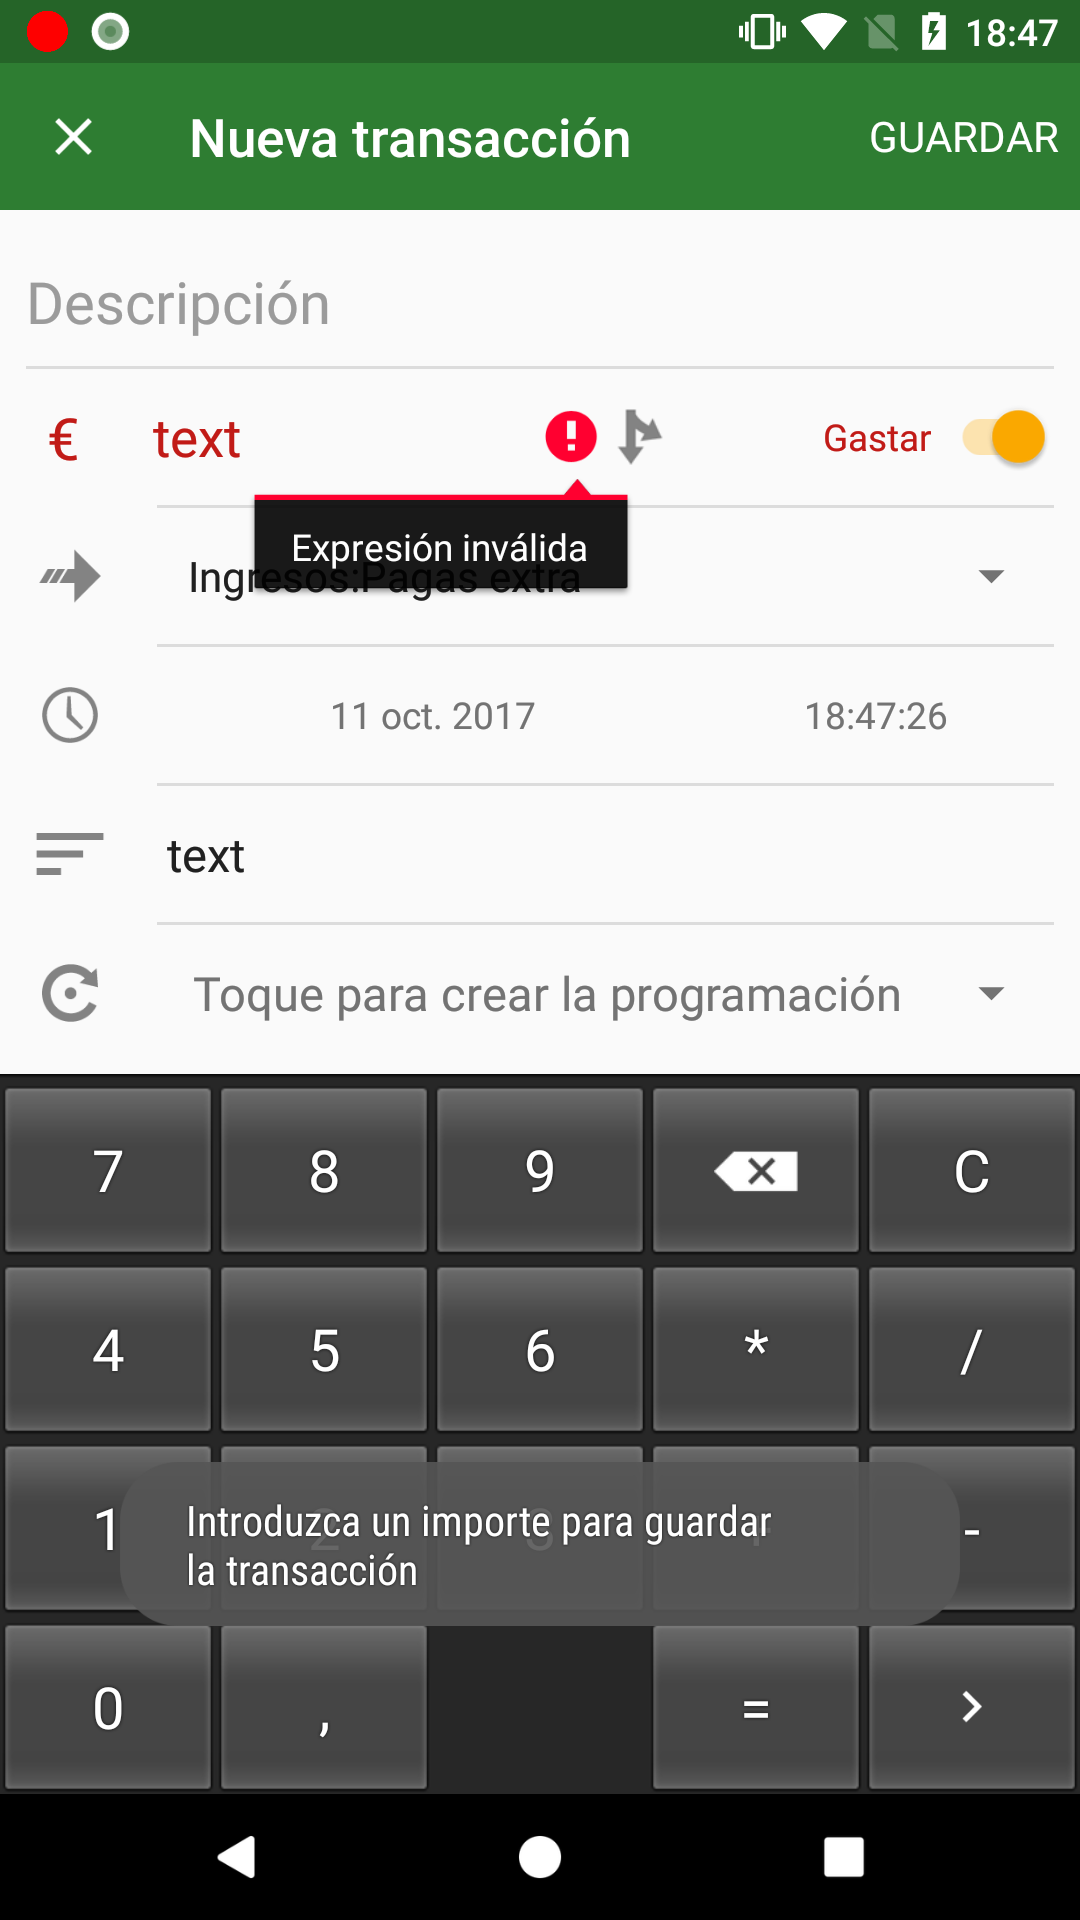 18:47
Nueva transacción
GUARDAR
Descripción
€ text Gastar
Expresión inválida
Ingresos:Pagas extra
11 oct. 2017 18:47:26
text
Toque para crear la programación
7 8 9 C
4 5 6 * /
1 2 3 + -
Introduzca un importe para guardar
la transacción
0 , = >